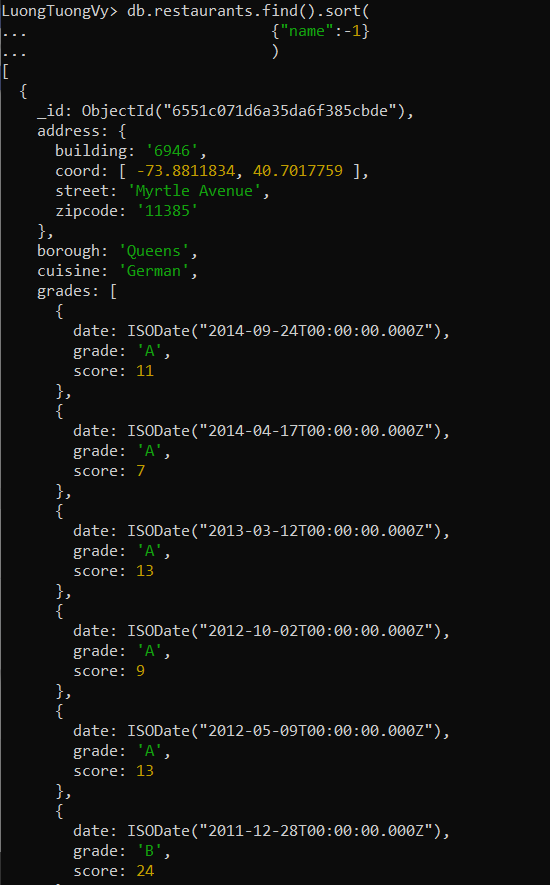 LuongTuongVy> db.restaurants.find().sort(
... {"name":-1}
... )
[
{
_id: ObjectId("6551c071d6a35da6f385cbde"),
address: {
building: '6946',
coord: [ -73.8811834, 40.7017759 ],
street: 'Myrtle Avenue',
zipcode: '11385'
},
borough: 'Queens',
cuisine: 'German',
grades: [
{
date: ISODate("2014-09-24T00:00:00.000Z"),
grade: 'A',
score: 11
},
{
date: ISODate("2014-04-17T00:00:00.000Z"),
grade: 'A',
score: 7
},
{
date: ISODate("2013-03-12T00:00:00.000Z"),
grade: 'A',
score: 13
},
{
date: ISODate("2012-10-02T00:00:00.000Z"),
grade: 'A',
score: 9
},
{
date: ISODate("2012-05-09T00:00:00.000Z"),
grade: 'A',
score: 13
},
{
date: ISODate("2011-12-28T00:00:00.000Z"),
grade: 'B',
score: 24